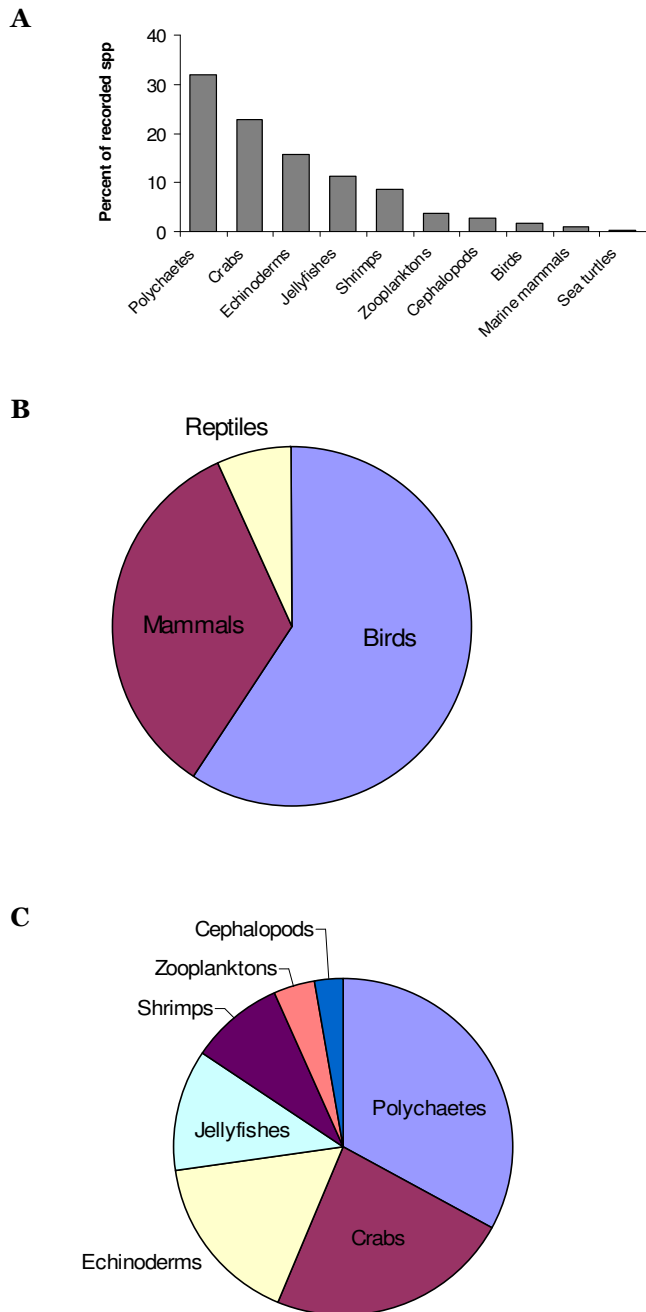 A
Percent of recorded spp
40
30
20
10
0
Polychaetes
Crabs
Echinoderms
Jellyfishes
Shrimps
Zooplanktons
Cephalopods
Birds
Marine mammals
Sea turtles
B
Reptiles
Mammals
Birds
C
Cephalopods
Zooplanktons
Shrimps
Polychaetes
Jellyfishes
Crabs
Echinoderms